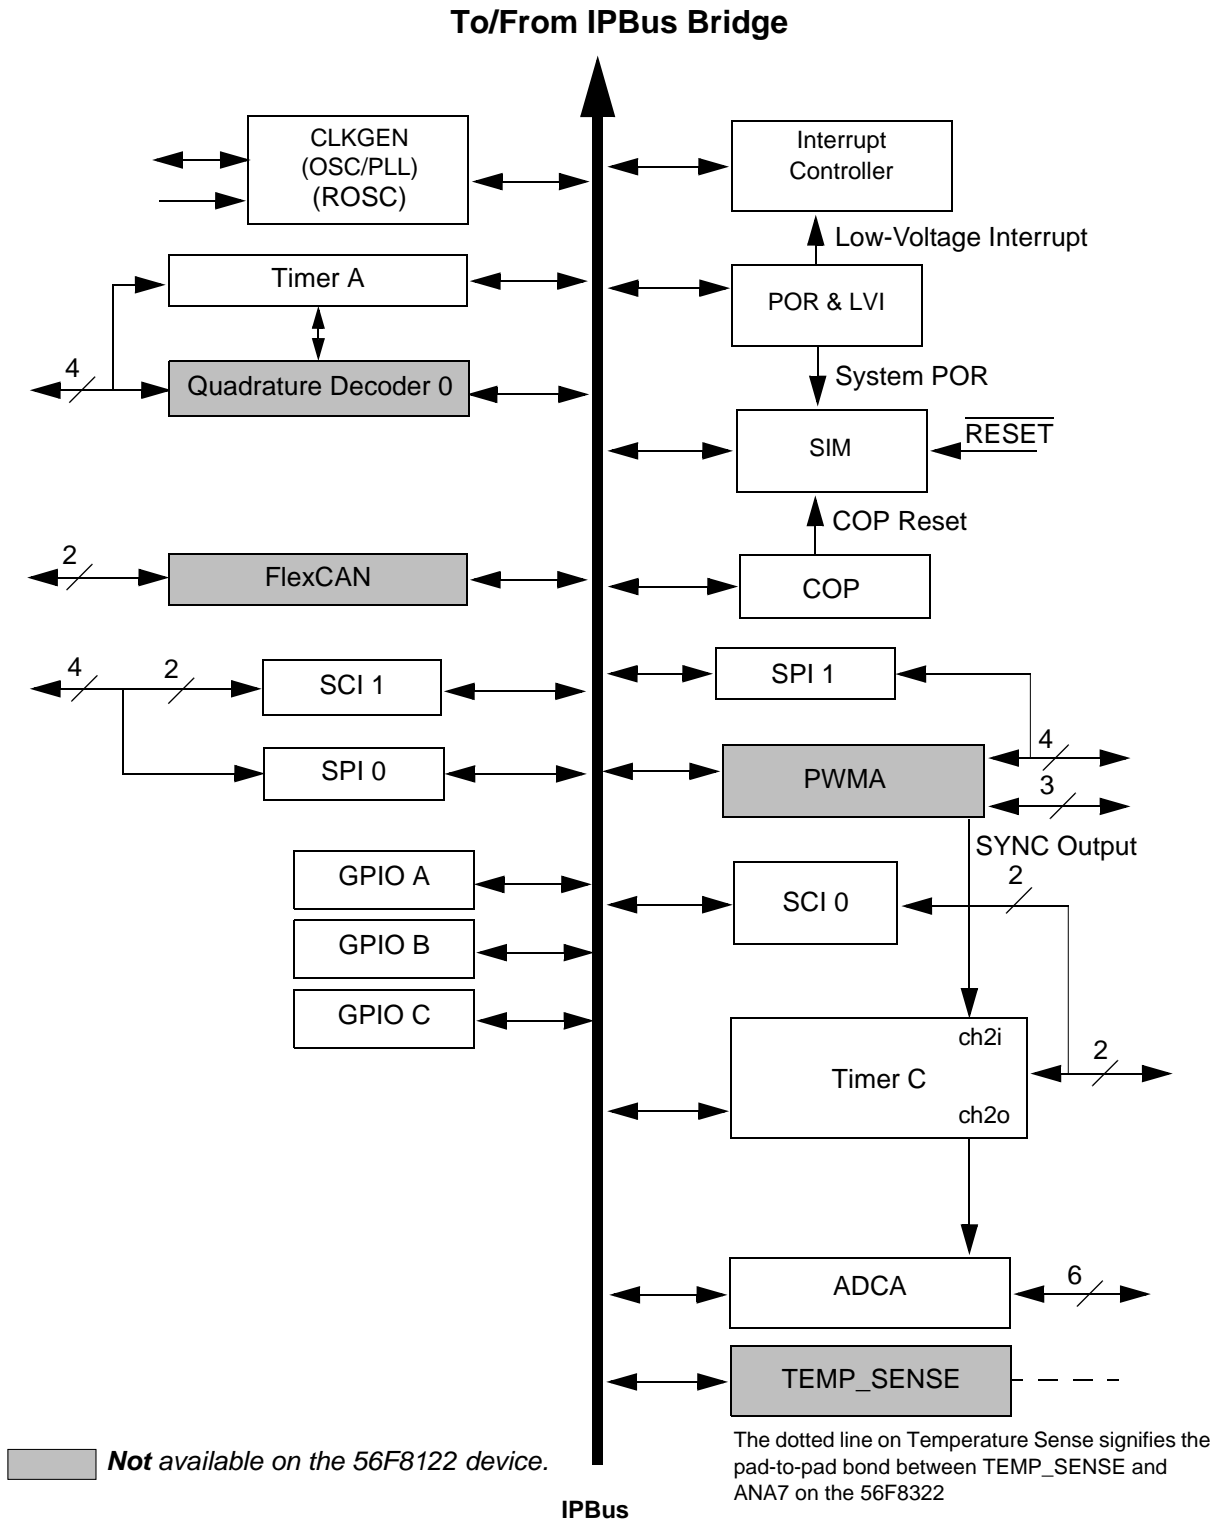 To/From IPBus Bridge
CLKGEN
(OSC/PLL)
(ROSC)
Interrupt
Controller
Low-Voltage Interrupt
Timer A
POR & LVI
4
Quadrature Decoder 0
System POR
SIM
RESET
COP Reset
2
FlexCAN
COP
4
2
SCI 1
SPI 1
SPI 0
4
PWMA
3
SYNC Output
GPIO A
2
SCI 0
GPIO B
GPIO C
ch2i
Timer C
2
ch2o
ADCA
6
TEMP_SENSE
The dotted line on Temperature Sense signifies the
pad-to-pad bond between TEMP_SENSE and
ANA7 on the 56F8322
Not available on the 56F8122 device.
IPBus